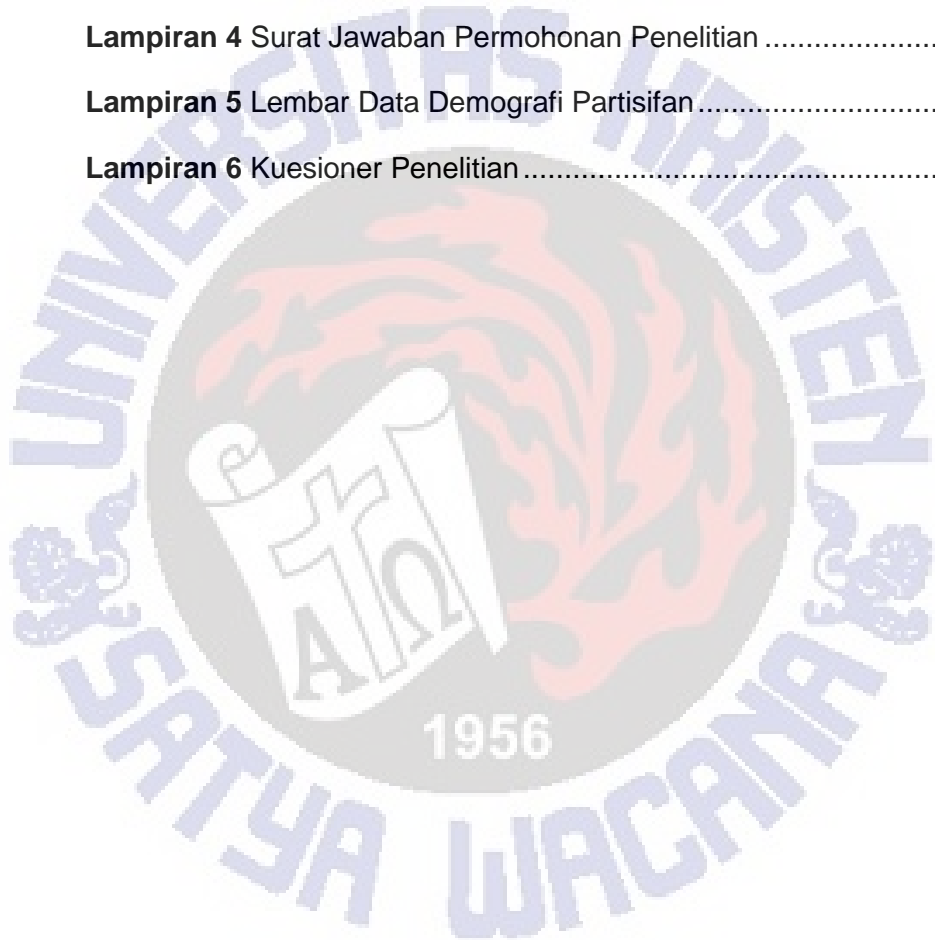 Lampiran 4 Surat Jawaban Permohonan Penelitian ......................
Lampiran 5 Lembar Data Demografi Partisifan .............................
Lampiran 6 Kuesioner Penelitian ..................................................
UNIVERSITAS KRISTEN
Α Ω
1956
SATYA WACANA